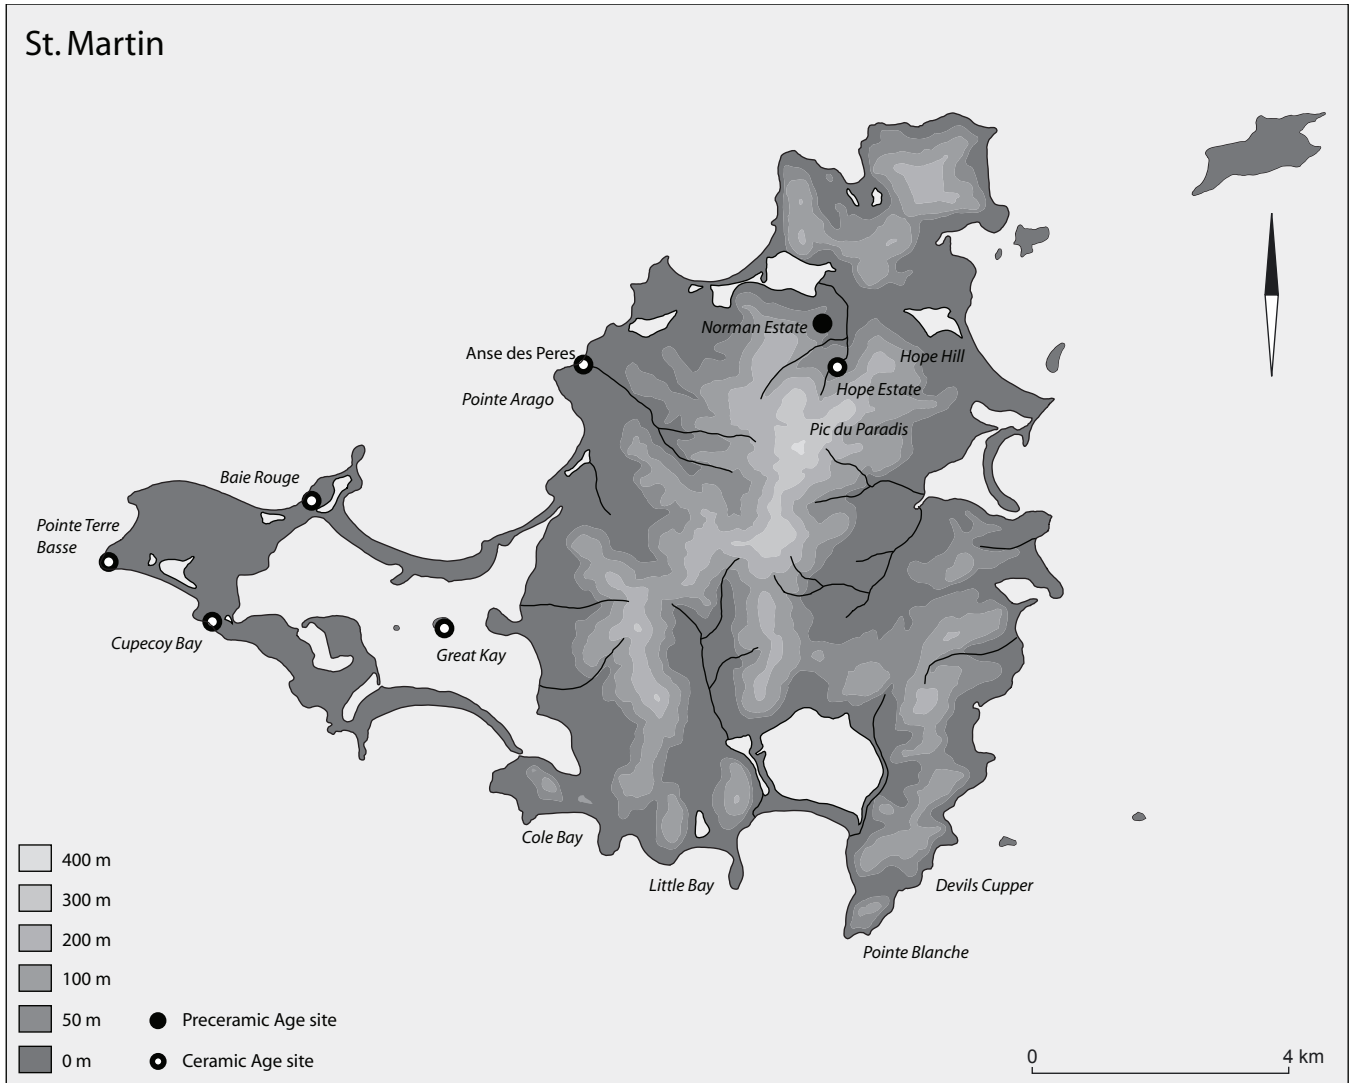 St. Martin
Norman Estate
Anse des Peres
Hope Hill
Hope Estate
Pointe Arago
Pic du Paradis
Baie Rouge
Pointe Terre
Basse
Cupecoy Bay
Great Kay
Cole Bay
Little Bay
Devils Cupper
Pointe Blanche
400 m
300 m
200 m
100 m
50 m
0 m
Preceramic Age site
Ceramic Age site
0
4 km